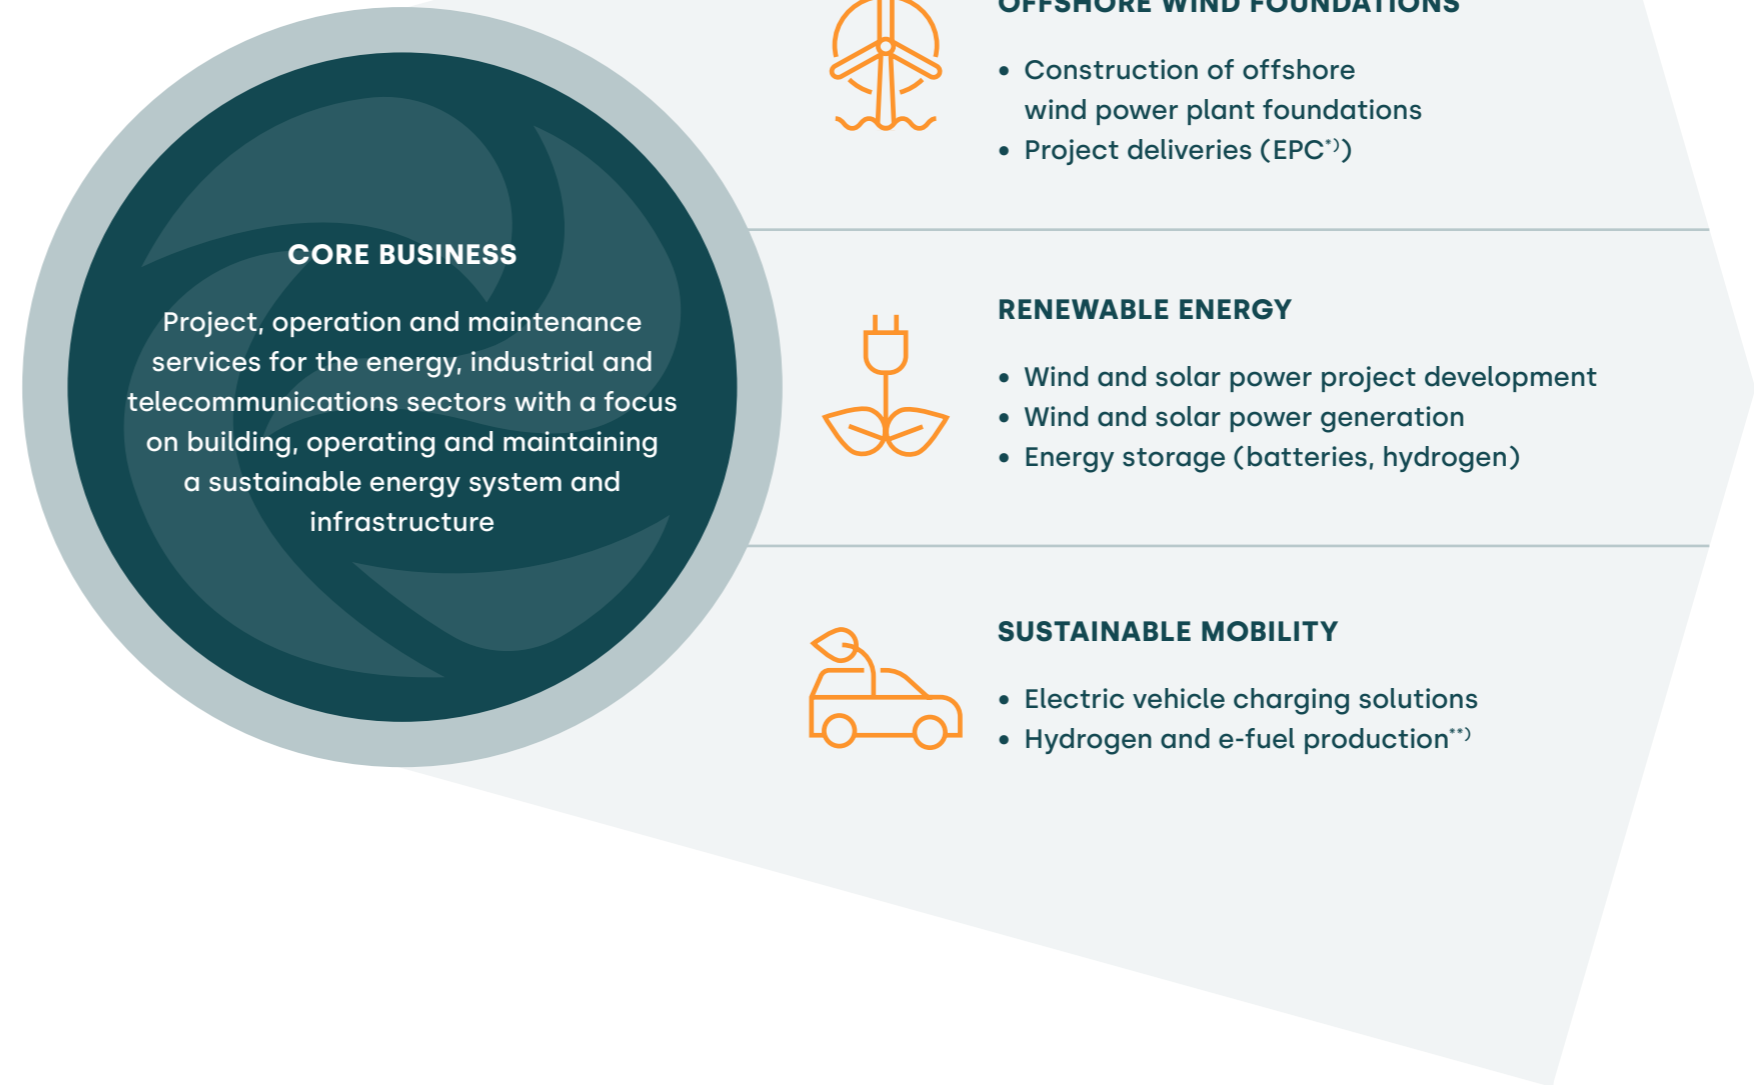 CORE BUSINESS
Project, operation and maintenance
services for the energy, industrial and
telecommunications sectors with a focus
on building, operating and maintaining
a sustainable energy system and
infrastructure
OFFSHORE WIND FOUNDATIONS
• Construction of offshore
wind power plant foundations
• Project deliveries (EPC*))
RENEWABLE ENERGY
• Wind and solar power project development
• Wind and solar power generation
• Energy storage (batteries, hydrogen)
SUSTAINABLE MOBILITY
• Electric vehicle charging solutions
• Hydrogen and e-fuel production**)